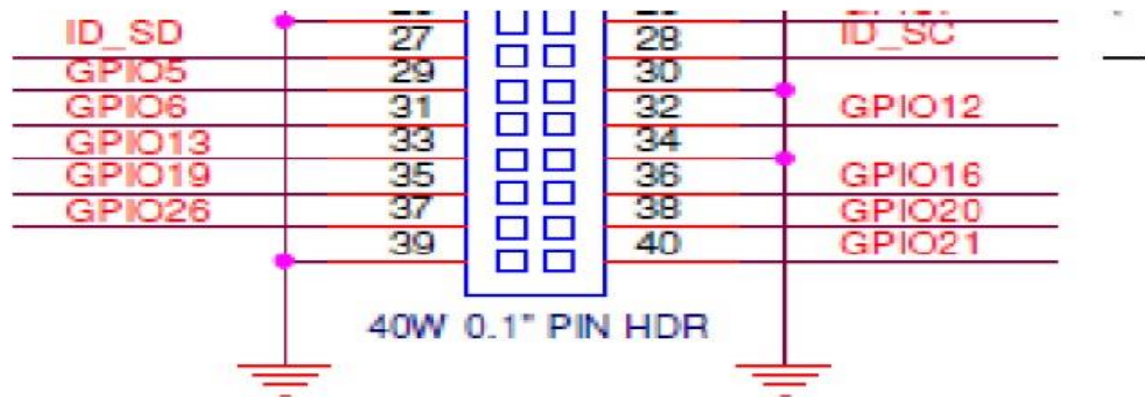 ID_SD 27 28 ID_SC
GPIO5 29 30
GPIO6 31 32 GPIO12
GPIO13 33 34
GPIO19 35 36 GPIO16
GPIO26 37 38 GPIO20
39 40 GPIO21
40W 0.1" PIN HDR